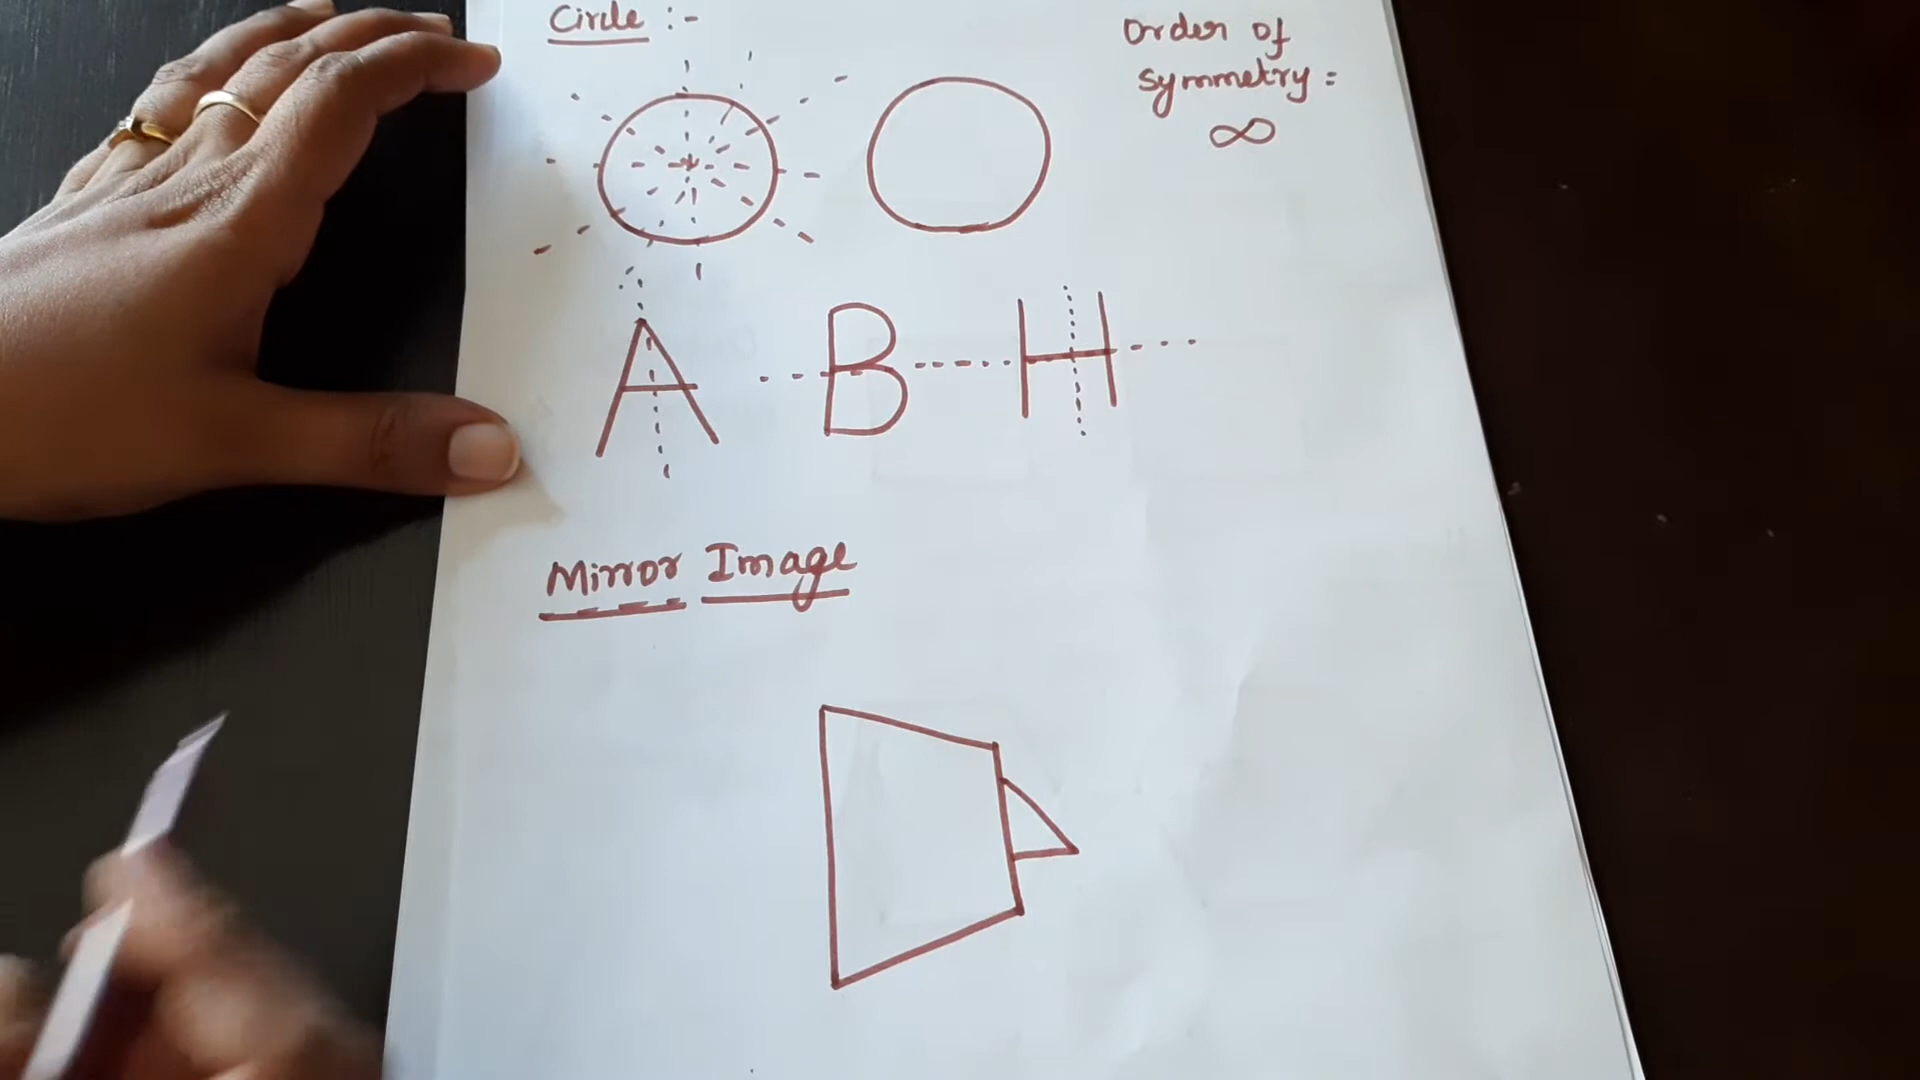 Circle :-
Order of
symmetry =
∞
A B H
Mirror Image